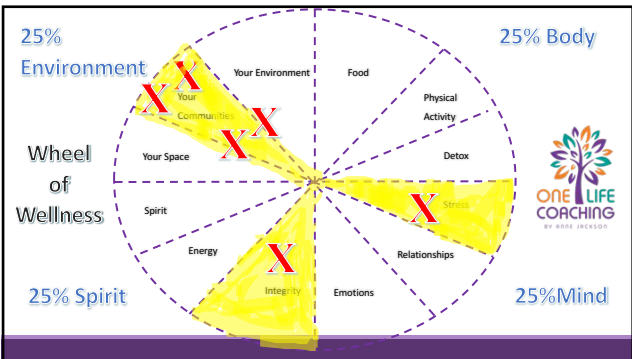 25%
Environment
25% Body
Your Environment
Food
X
X
Your
Communities
X
X
Physical
Activity
Your Space
Detox
Wheel
of
Wellness
Spirit
X
Stress
ONE LIFE
COACHING
BY ANNE JACKSON
Energy
X
Relationships
Integrity
Emotions
25% Spirit
25%Mind